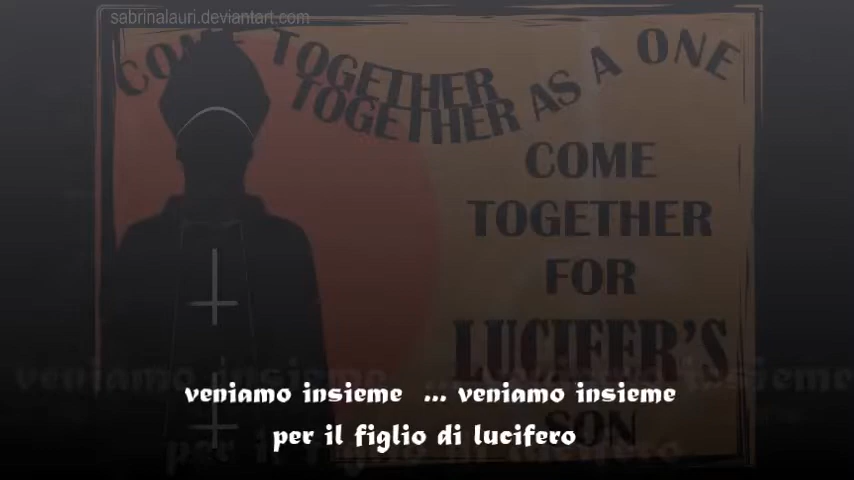 sabrinalauri.deviantart.com
COME TOGETHER
TOGETHER AS A ONE
COME
TOGETHER
FOR
LUCIFER'S
SON
veniamo insieme ... veniamo insieme
per il figlio di lucifero